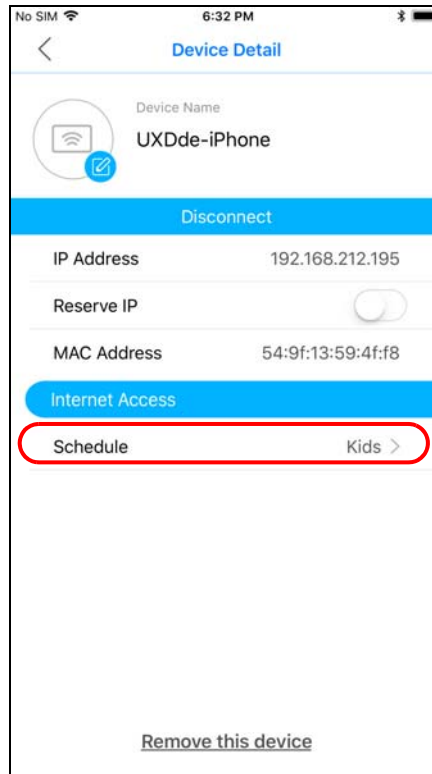 No SIM 6:32 PM
Device Detail
Device Name
UXDde-iPhone
Disconnect
IP Address 192.168.212.195
Reserve IP
MAC Address 54:9f:13:59:4f:f8
Internet Access
Schedule Kids
Remove this device